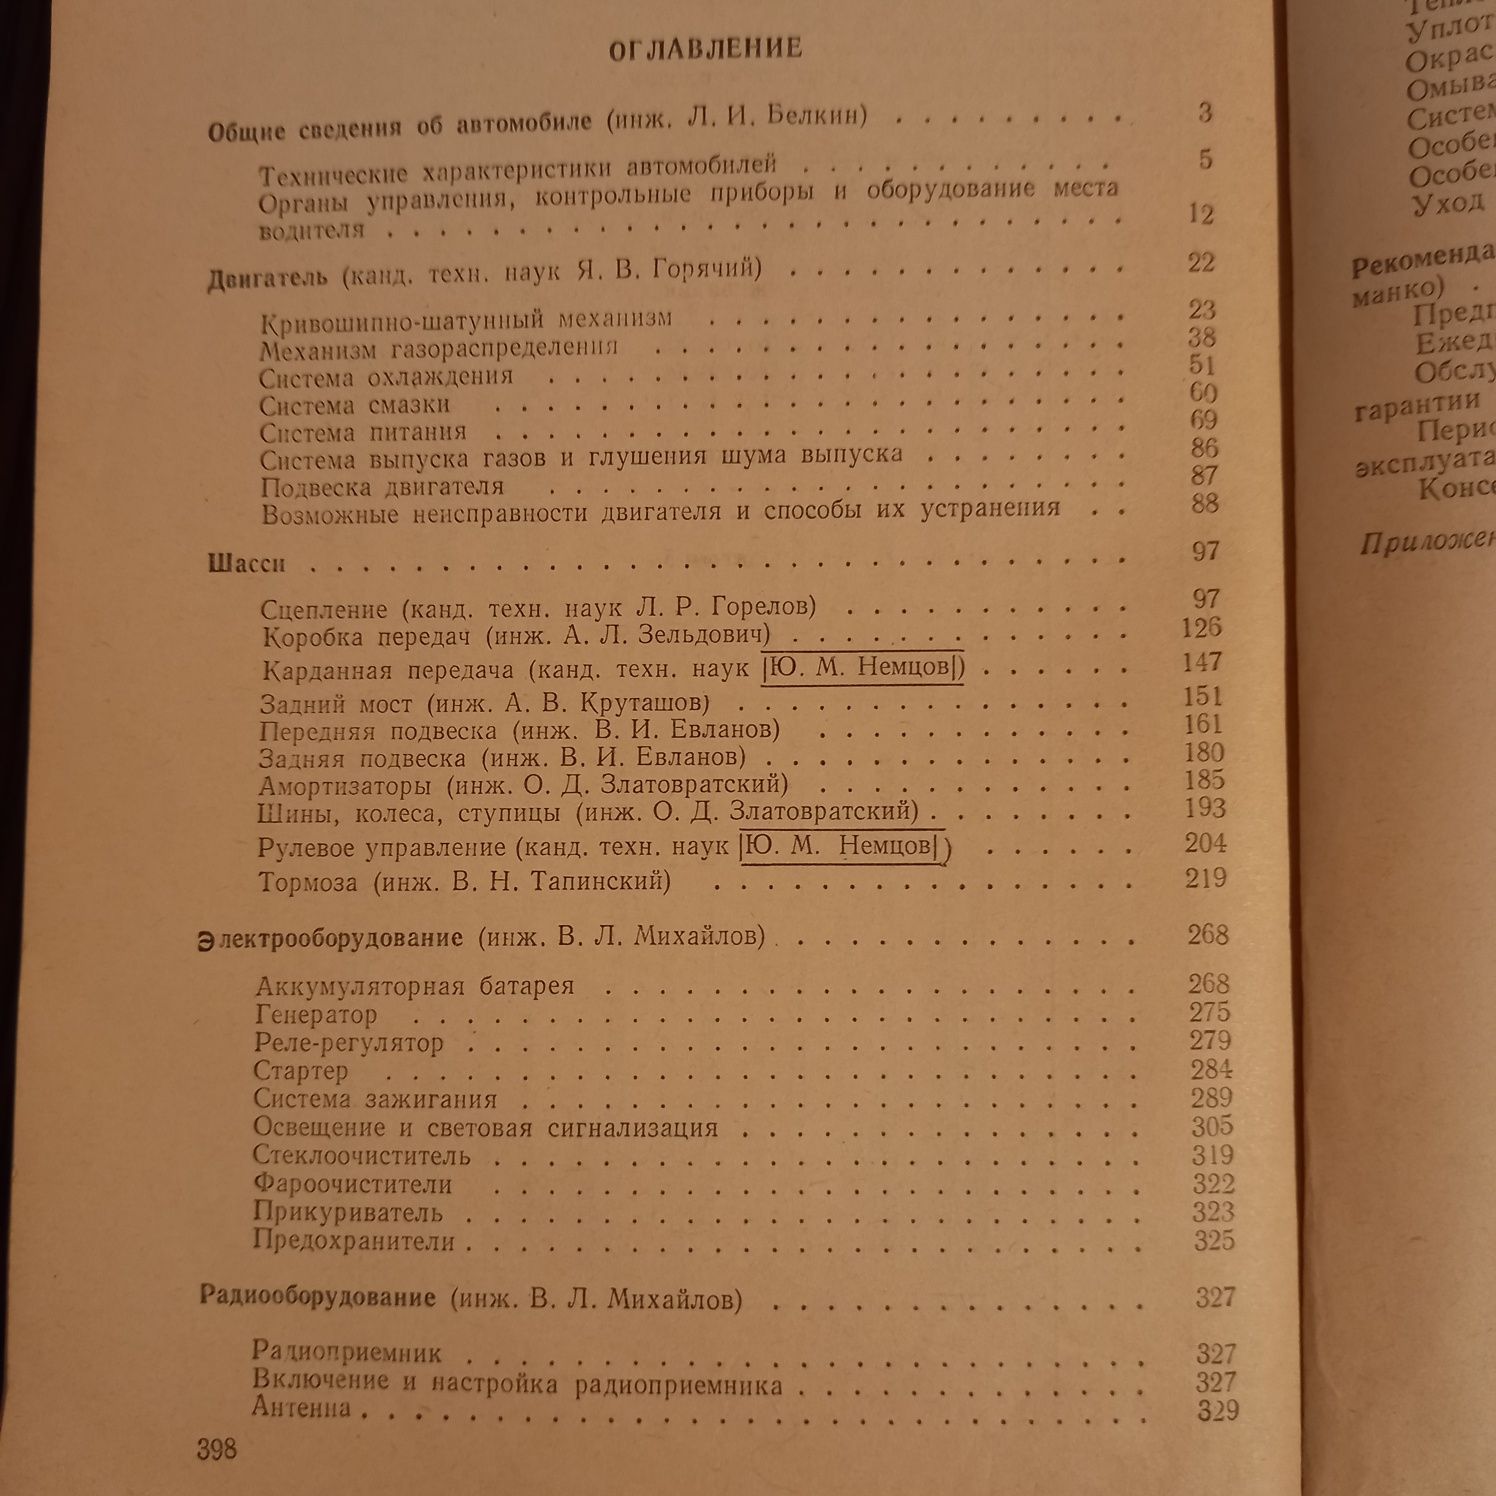 ОГЛАВЛЕНИЕ
Общие сведения об автомобиле (инж. Л. И. Белкин) . . . . . . . . . 3
Технические характеристики автомобилей . . . . . . . . . . . . 5
Органы управления, контрольные приборы и оборудование места
водителя . . . . . . . . . . . . . . . . . . . . . . . . . . . . 12
Двигатель (канд. техн. наук Я. В. Горячий) . . . . . . . . . . . . . 22
Кривошипно-шатунный механизм . . . . . . . . . . . . . . . . 23
Механизм газораспределения . . . . . . . . . . . . . . . . . . 38
Система охлаждения . . . . . . . . . . . . . . . . . . . . . . 51
Система смазки . . . . . . . . . . . . . . . . . . . . . . . . 60
Система питания . . . . . . . . . . . . . . . . . . . . . . . . 69
Система выпуска газов и глушения шума выпуска . . . . . . . . 86
Подвеска двигателя . . . . . . . . . . . . . . . . . . . . . . 87
Возможные неисправности двигателя и способы их устранения . . 88
Шасси . . . . . . . . . . . . . . . . . . . . . . . . . . . . . . . 97
Сцепление (канд. техн. наук Л. Р. Горелов) . . . . . . . . . . . 97
Коробка передач (инж. А. Л. Зельдович) . . . . . . . . . . . . . 126
Карданная передача (канд. техн. наук |Ю. М. Немцов|) . . . . . . 147
Задний мост (инж. А. В. Круташов) . . . . . . . . . . . . . . . 151
Передняя подвеска (инж. В. И. Евланов) . . . . . . . . . . . . 161
Задняя подвеска (инж. В. И. Евланов) . . . . . . . . . . . . . . 180
Амортизаторы (инж. О. Д. Златовратский) . . . . . . . . . . . . 185
Шины, колеса, ступицы (инж. О. Д. Златовратский) . . . . . . . . 193
Рулевое управление (канд. техн. наук |Ю. М. Немцов|) . . . . . . 204
Тормоза (инж. В. Н. Тапинский) . . . . . . . . . . . . . . . . 219
Электрооборудование (инж. В. Л. Михайлов) . . . . . . . . . . . . . . 268
Аккумуляторная батарея . . . . . . . . . . . . . . . . . . . . 268
Генератор . . . . . . . . . . . . . . . . . . . . . . . . . . . 275
Реле-регулятор . . . . . . . . . . . . . . . . . . . . . . . . . 279
Стартер . . . . . . . . . . . . . . . . . . . . . . . . . . . . 284
Система зажигания . . . . . . . . . . . . . . . . . . . . . . . 289
Освещение и световая сигнализация . . . . . . . . . . . . . . . 305
Стеклоочиститель . . . . . . . . . . . . . . . . . . . . . . . . 319
Фароочистители . . . . . . . . . . . . . . . . . . . . . . . . 322
Прикуриватель . . . . . . . . . . . . . . . . . . . . . . . . . 323
Предохранители . . . . . . . . . . . . . . . . . . . . . . . . . 325
Радиооборудование (инж. В. Л. Михайлов) . . . . . . . . . . . . . . 327
Радиоприемник . . . . . . . . . . . . . . . . . . . . . . . . . 327
Включение и настройка радиоприемника . . . . . . . . . . . . . 327
Антенна . . . . . . . . . . . . . . . . . . . . . . . . . . . . . 329
398
Уплот
Окрас
Омыва
Систем
Особе
Особе
Уход
Рекоменда
манко) .
Ежед
Обслу
гарантии
Перио
эксплуата
Консе
Приложен